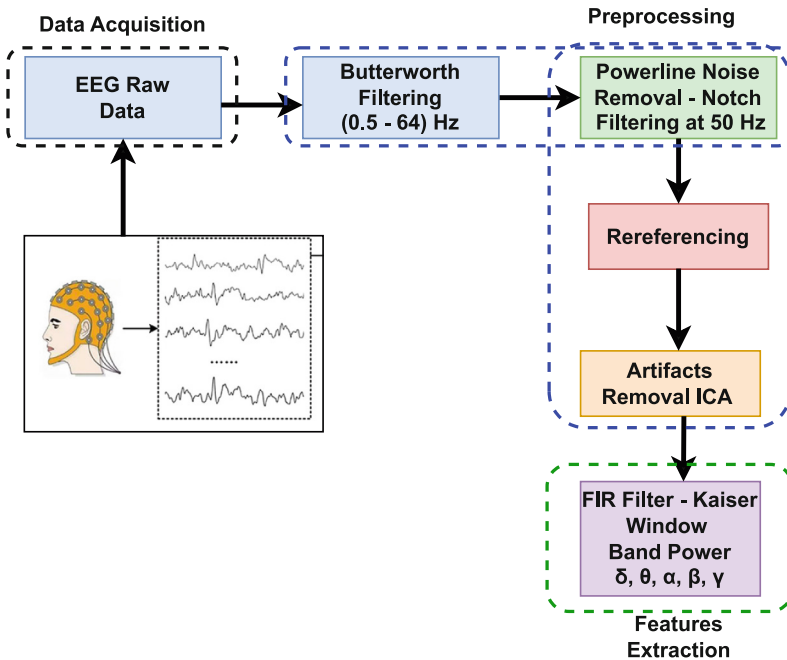 Data Acquisition
Preprocessing
EEG Raw
Data
Butterworth
Filtering
(0.5 - 64) Hz
Powerline Noise
Removal - Notch
Filtering at 50 Hz
Rereferencing
Artifacts
Removal ICA
......
FIR Filter - Kaiser
Window
Band Power
δ, θ, α, β, γ
Features
Extraction